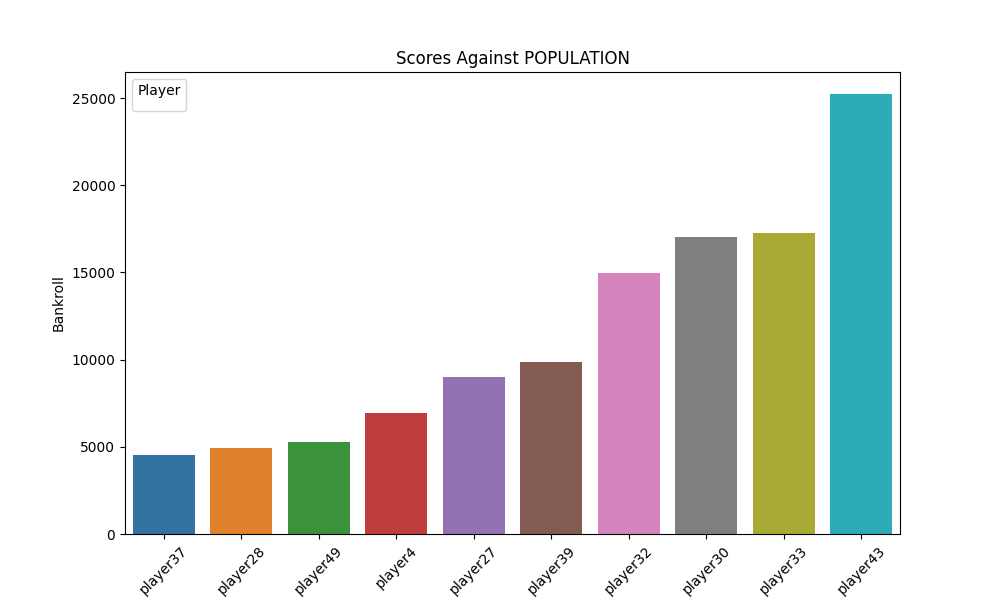 Scores Against POPULATION
Player
25000
20000
15000
10000
5000
0
Bankroll
player37
player28
player49
player4
player27
player39
player32
player30
player33
player43